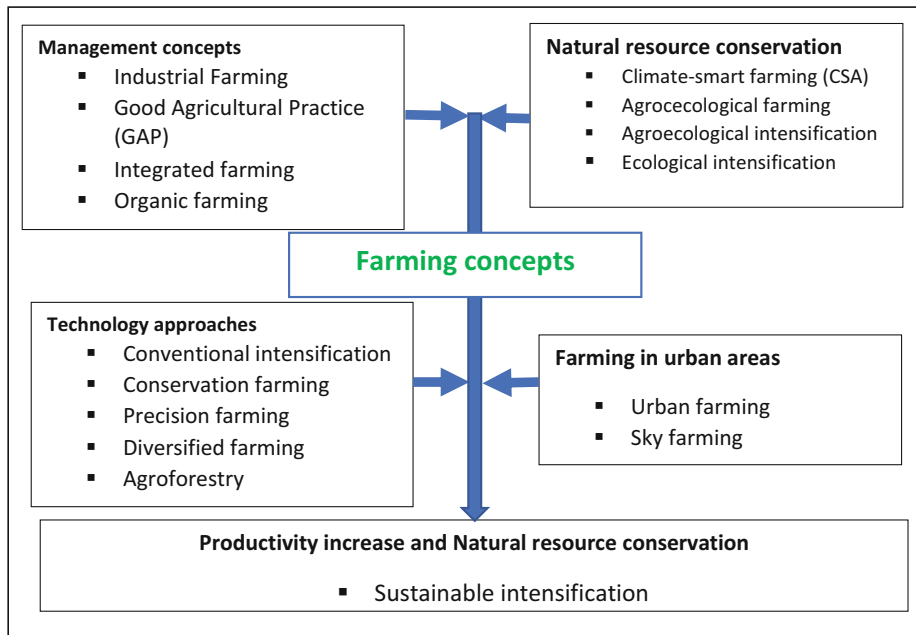 Management concepts
▪ Industrial Farming
▪ Good Agricultural Practice
(GAP)
▪ Integrated farming
▪ Organic farming
Natural resource conservation
▪ Climate-smart farming (CSA)
▪ Agrocecological farming
▪ Agroecological intensification
▪ Ecological intensification
Farming concepts
Technology approaches
▪ Conventional intensification
▪ Conservation farming
▪ Precision farming
▪ Diversified farming
▪ Agroforestry
Farming in urban areas
▪ Urban farming
▪ Sky farming
Productivity increase and Natural resource conservation
▪ Sustainable intensification